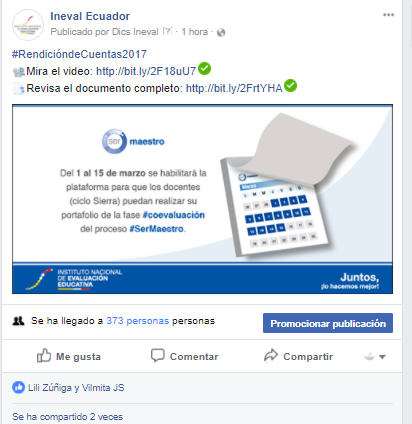 Ineval Ecuador
Publicado por Dics Ineval [?] · 1 hora ·
#RendicióndeCuentas2017
Mira el video: http://bit.ly/2F18uU7
Revisa el documento completo: http://bit.ly/2FrtYHA
ser maestro
Del 1 al 15 de marzo se habilitará la
plataforma para que los docentes
(ciclo Sierra) puedan realizar su
portafolio de la fase #coevaluación
del proceso #SerMaestro.
Marzo
INSTITUTO NACIONAL
DE EVALUACIÓN
EDUCATIVA
Juntos,
¡lo hacemos mejor!
Se ha llegado a 373 personas personas
Promocionar publicación
Me gusta
Comentar
Compartir
Lili Zúñiga y Vilmita JS
Se ha compartido 2 veces